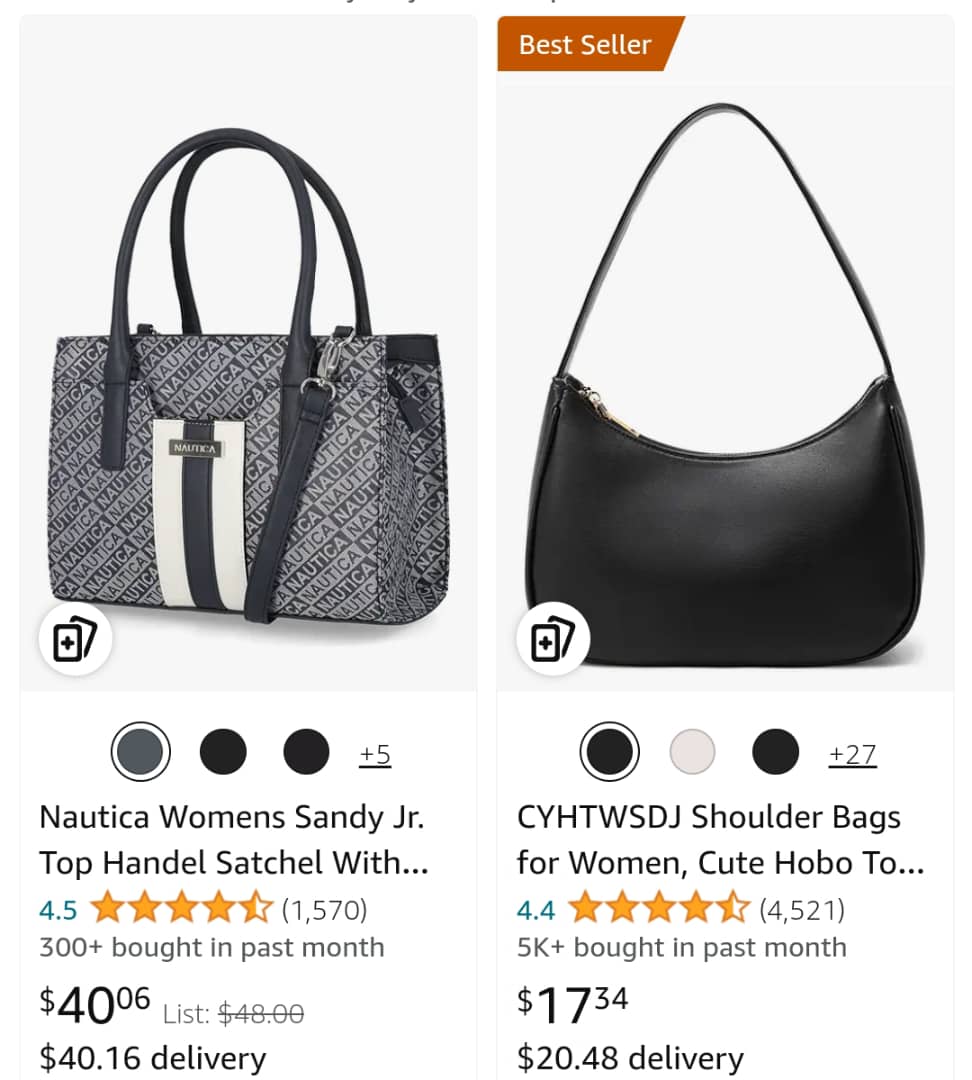 Best Seller
NAUTICA
+5
+27
Nautica Womens Sandy Jr.
Top Handel Satchel With...
4.5 (1,570)
300+ bought in past month
$40⁰⁶ List: $48.00
$40.16 delivery
CYHTWSDJ Shoulder Bags
for Women, Cute Hobo To...
4.4 (4,521)
5K+ bought in past month
$17³⁴
$20.48 delivery